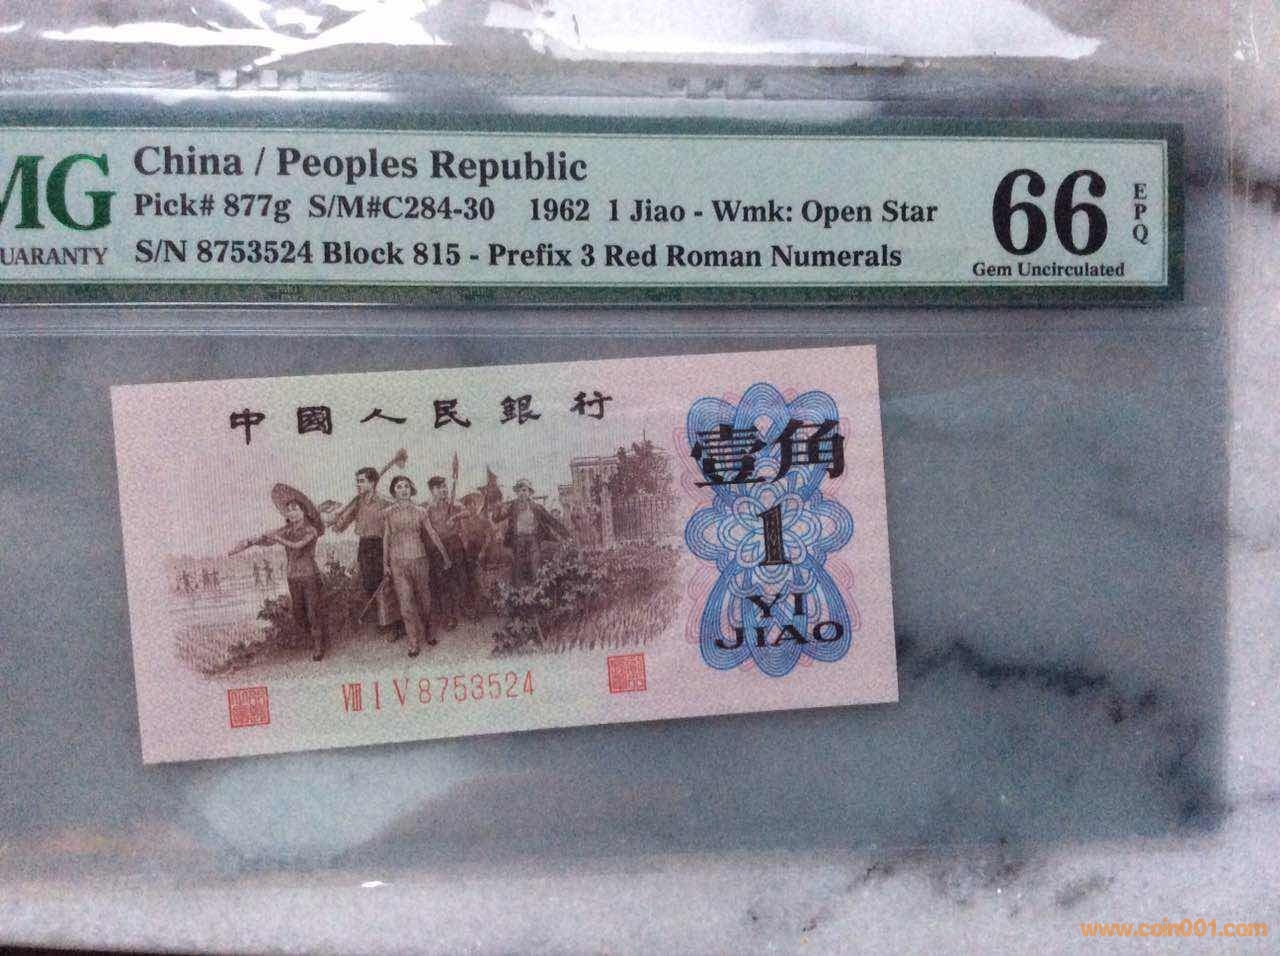 MG
UARANTY
China / Peoples Republic
Pick# 877g S/M#C284-30 1962 1 Jiao - Wmk: Open Star
S/N 8753524 Block 815 - Prefix 3 Red Roman Numerals
66
EPQ
Gem Uncirculated
中國人民銀行
壹角
1
YI
JIAO
VIII I V 8753524
www.coin001.com